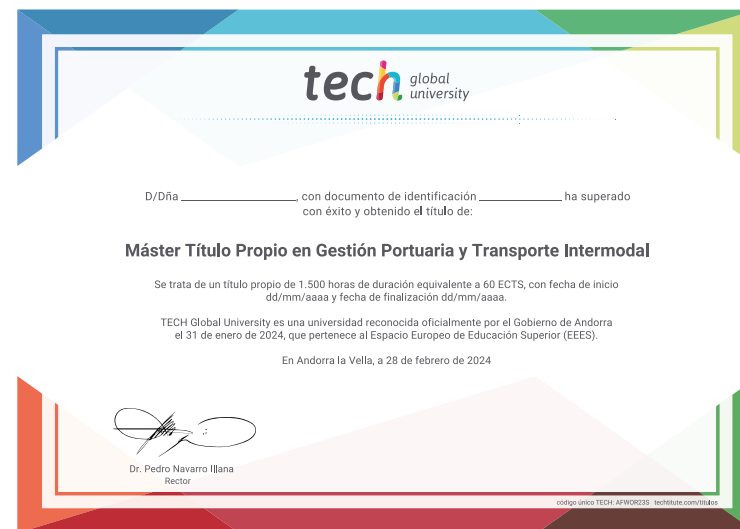 tech global
university
D/Dña ____________, con documento de identificación ____________ ha superado
con éxito y obtenido el título de:
Máster Título Propio en Gestión Portuaria y Transporte Intermodal
Se trata de un título propio de 1.500 horas de duración equivalente a 60 ECTS, con fecha de inicio
dd/mm/aaaa y fecha de finalización dd/mm/aaaa.
TECH Global University es una universidad reconocida oficialmente por el Gobierno de Andorra
el 31 de enero de 2024, que pertenece al Espacio Europeo de Educación Superior (EEES).
En Andorra la Vella, a 28 de febrero de 2024
Dr. Pedro Navarro Illana
Rector
código único TECH: AFWOR23S techtitute.com/titulos